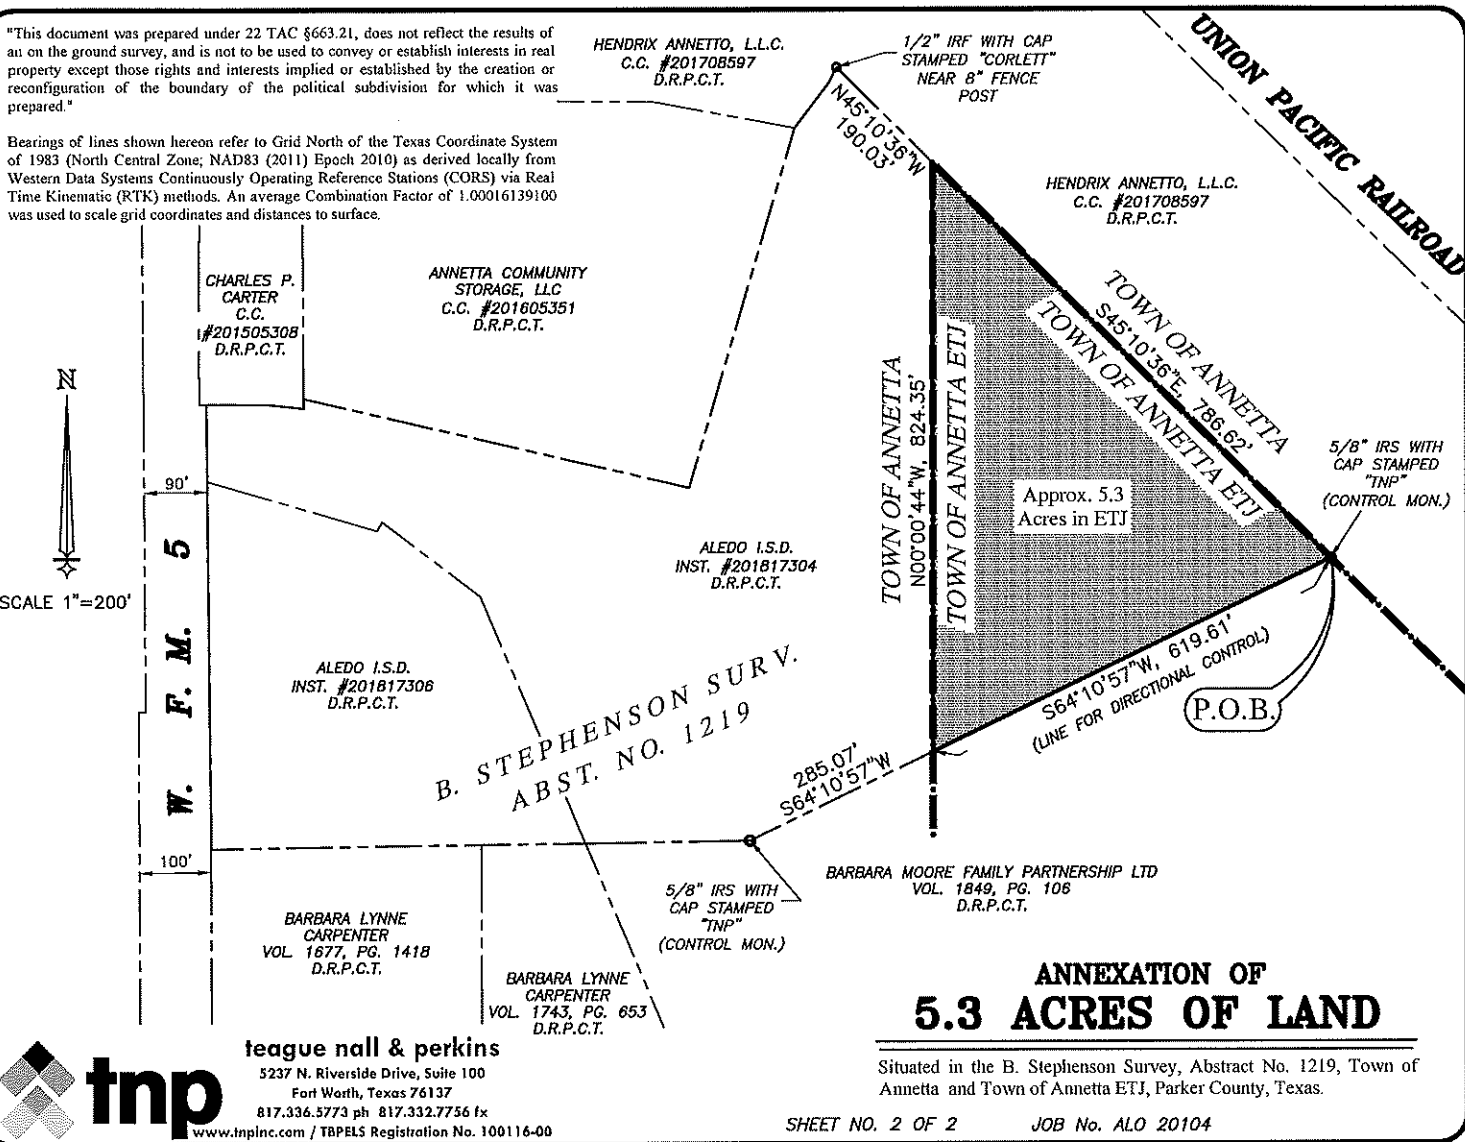 "This document was prepared under 22 TAC §663.21, does not reflect the results of
an on the ground survey, and is not to be used to convey or establish interests in real
property except those rights and interests implied or established by the creation or
reconfiguration of the boundary of the political subdivision for which it was
prepared."
Bearings of lines shown hereon refer to Grid North of the Texas Coordinate System
of 1983 (North Central Zone; NAD83 (2011) Epoch 2010) as derived locally from
Western Data Systems Continuously Operating Reference Stations (CORS) via Real
Time Kinematic (RTK) methods. An average Combination Factor of 1.00016139100
was used to scale grid coordinates and distances to surface.
HENDRIX ANNETTO, L.L.C.
C.C. #201708597
D.R.P.C.T.
1/2" IRF WITH CAP
STAMPED "CORLETT"
NEAR 8" FENCE
POST
UNION PACIFIC RAILROAD
N45°10'36"W
190.03'
HENDRIX ANNETTO, L.L.C.
C.C. #201708597
D.R.P.C.T.
CHARLES P.
CARTER
C.C.
#201505308
D.R.P.C.T.
ANNETTA COMMUNITY
STORAGE, LLC
C.C. #201605351
D.R.P.C.T.
TOWN OF ANNETTA
S45°10'36"E, 786.62'
TOWN OF ANNETTA ETJ
TOWN OF ANNETTA
N00°00'44"W, 824.35'
TOWN OF ANNETTA ETJ
N
SCALE 1"=200'
90'
W. F. M. 5
100'
5/8" IRS WITH
CAP STAMPED
"TNP"
(CONTROL MON.)
Approx. 5.3
Acres in ETJ
ALEDO I.S.D.
INST. #201817304
D.R.P.C.T.
ALEDO I.S.D.
INST. #201817306
D.R.P.C.T.
B. STEPHENSON SURV.
ABST. NO. 1219
S64°10'57"W, 619.61'
(LINE FOR DIRECTIONAL CONTROL)
P.O.B.
285.07'
S64°10'57"W
5/8" IRS WITH
CAP STAMPED
"TNP"
(CONTROL MON.)
BARBARA MOORE FAMILY PARTNERSHIP LTD
VOL. 1849, PG. 106
D.R.P.C.T.
BARBARA LYNNE
CARPENTER
VOL. 1677, PG. 1418
D.R.P.C.T.
BARBARA LYNNE
CARPENTER
VOL. 1743, PG. 653
D.R.P.C.T.
ANNEXATION OF
5.3 ACRES OF LAND
Situated in the B. Stephenson Survey, Abstract No. 1219, Town of
Annetta and Town of Annetta ETJ, Parker County, Texas.
SHEET NO. 2 OF 2 JOB No. ALO 20104
tnp
teague nall & perkins
5237 N. Riverside Drive, Suite 100
Fort Worth, Texas 76137
817.336.5773 ph 817.332.7756 fx
www.tnpinc.com / TBPELS Registration No. 100116-00